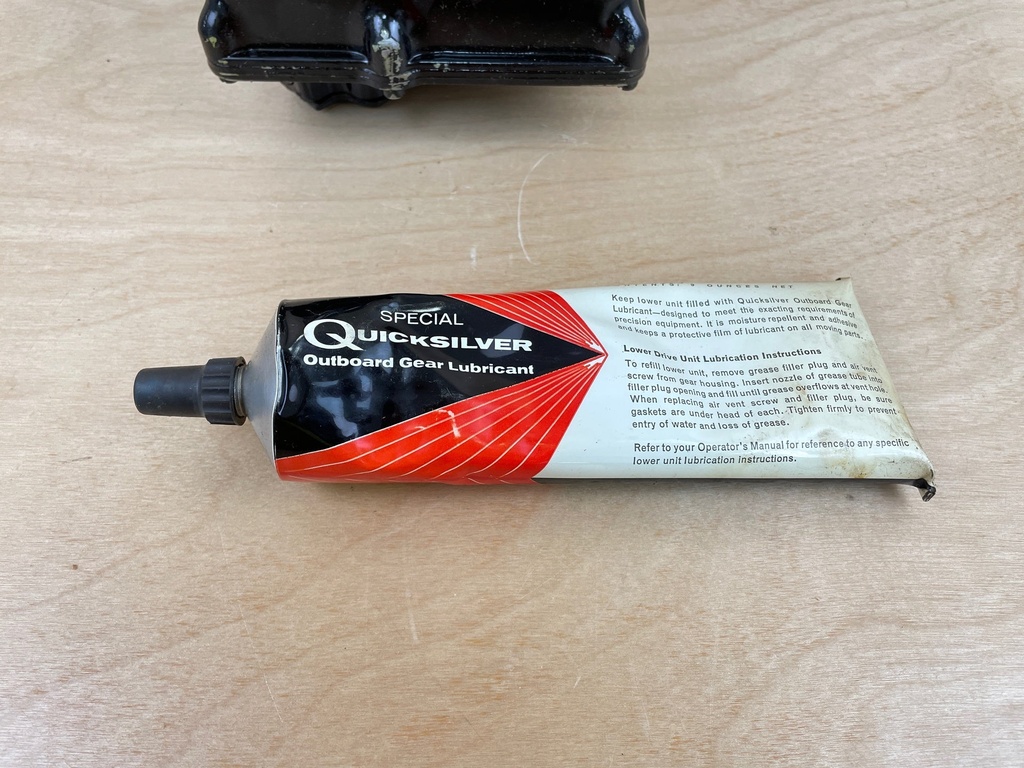 SPECIAL
QUICKSILVER
Outboard Gear Lubricant
OUNCES NET
Keep lower unit filled with Quicksilver Outboard Gear
Lubricant—designed to meet the exacting requirements of
precision equipment. It is moisture repellent and adhesive
and keeps a protective film of lubricant on all moving parts.
Lower Drive Unit Lubrication Instructions
To refill lower unit, remove grease filler plug and air vent
screw from gear housing. Insert nozzle of grease tube into
filler plug opening and fill until grease overflows at vent hole.
When replacing air vent screw and filler plug, be sure
gaskets are under head of each. Tighten firmly to prevent
entry of water and loss of grease.
Refer to your Operator's Manual for reference to any specific
lower unit lubrication instructions.